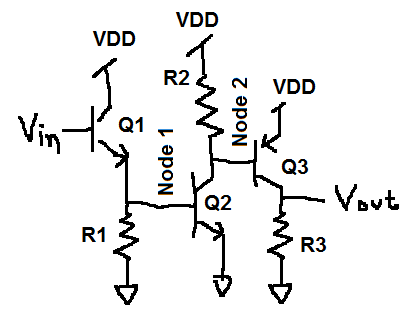 VDD
VDD
R2
Node 2
VDD
Vin
Q1
Node 1
Q3
Q2
Vout
R1
R3